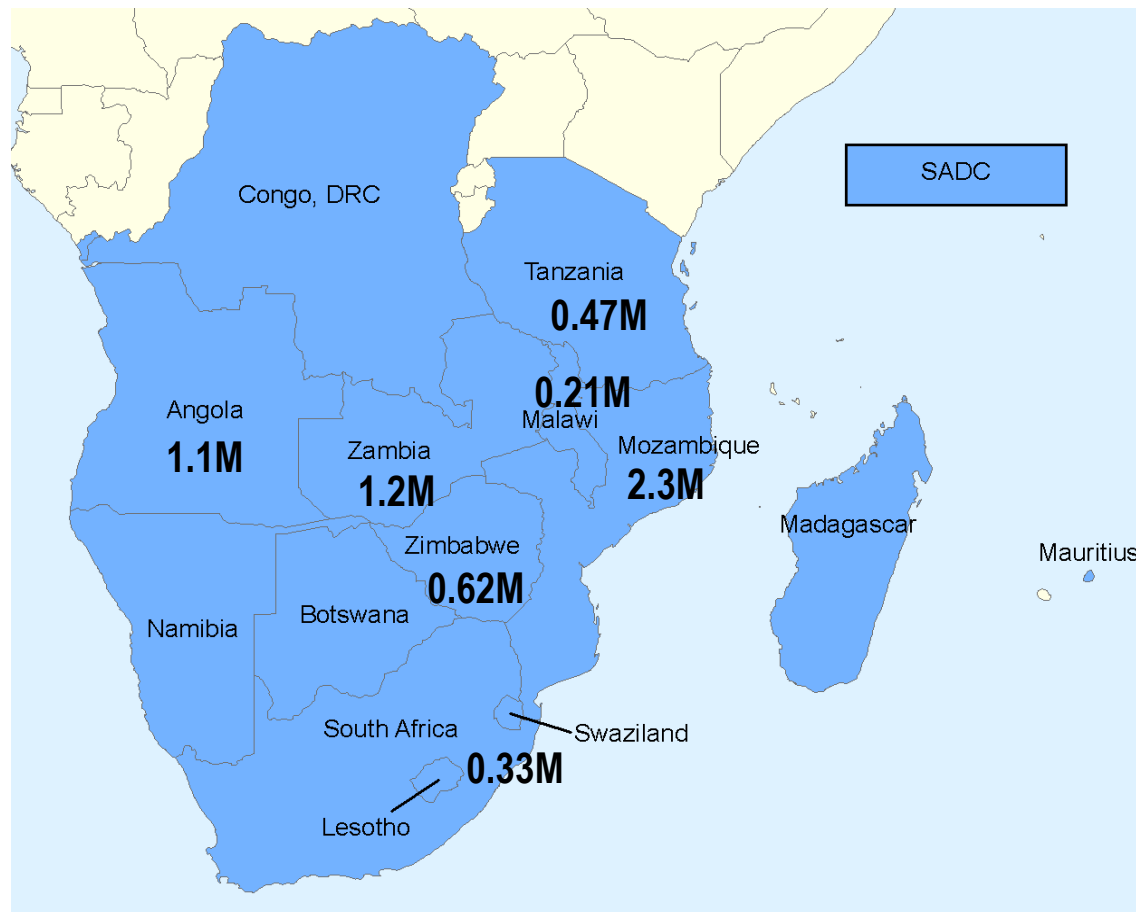 SADC
Congo, DRC
Tanzania
0.47M
0.21M
Malawi
Angola
1.1M
Zambia
1.2M
Mozambique
2.3M
Madagascar
Mauritius
Zimbabwe
0.62M
Botswana
Namibia
South Africa
Swaziland
0.33M
Lesotho